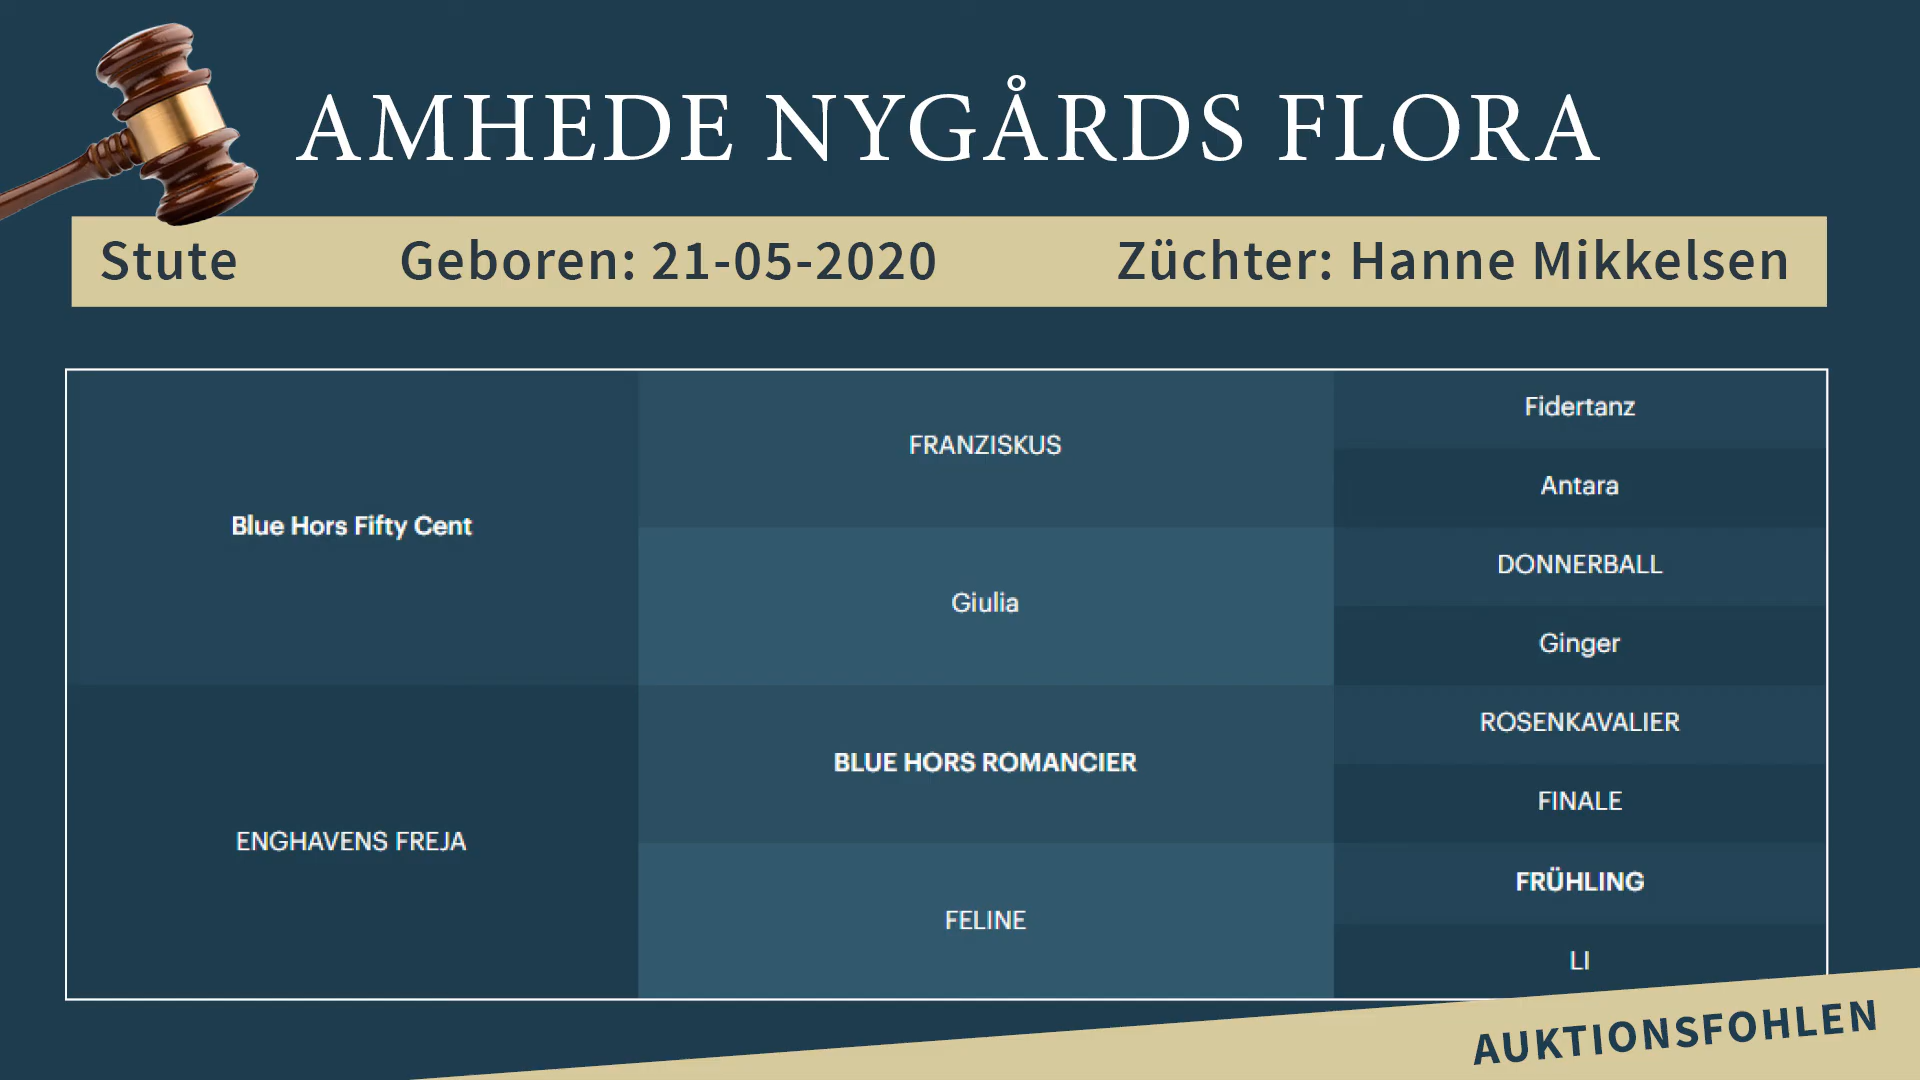 AMHEDE NYGÅRDS FLORA
Stute Geboren: 21-05-2020 Züchter: Hanne Mikkelsen
Blue Hors Fifty Cent
FRANZISKUS
Fidertanz
Antara
Giulia
DONNERBALL
Ginger
ENGHAVENS FREJA
BLUE HORS ROMANCIER
ROSENKAVALIER
FINALE
FELINE
FRÜHLING
LI
AUKTIONSFOHLEN